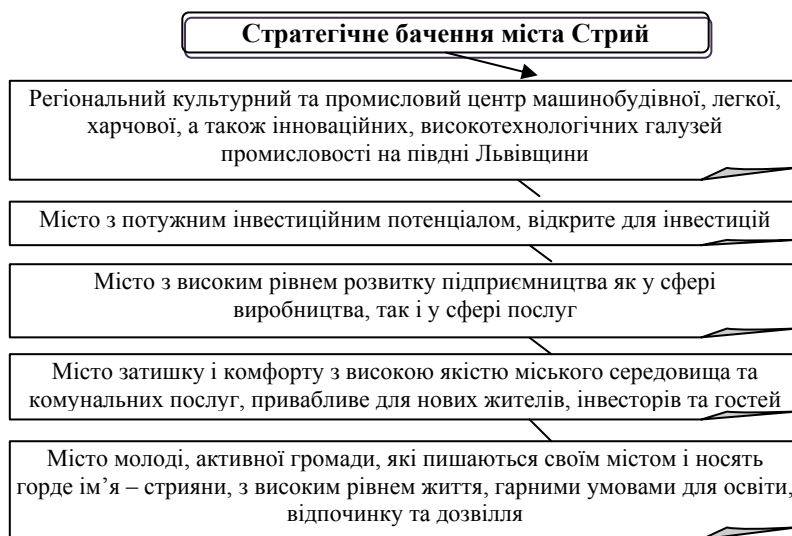 Стратегічне бачення міста Стрий
Регіональний культурний та промисловий центр машинобудівної, легкої,
харчової, а також інноваційних, високотехнологічних галузей
промисловості на півдні Львівщини
Місто з потужним інвестиційним потенціалом, відкрите для інвестицій
Місто з високим рівнем розвитку підприємництва як у сфері
виробництва, так і у сфері послуг
Місто затишку і комфорту з високою якістю міського середовища та
комунальних послуг, привабливе для нових жителів, інвесторів та гостей
Місто молоді, активної громади, які пишаються своїм містом і носять
горде ім’я – стрияни, з високим рівнем життя, гарними умовами для освіти,
відпочинку та дозвілля